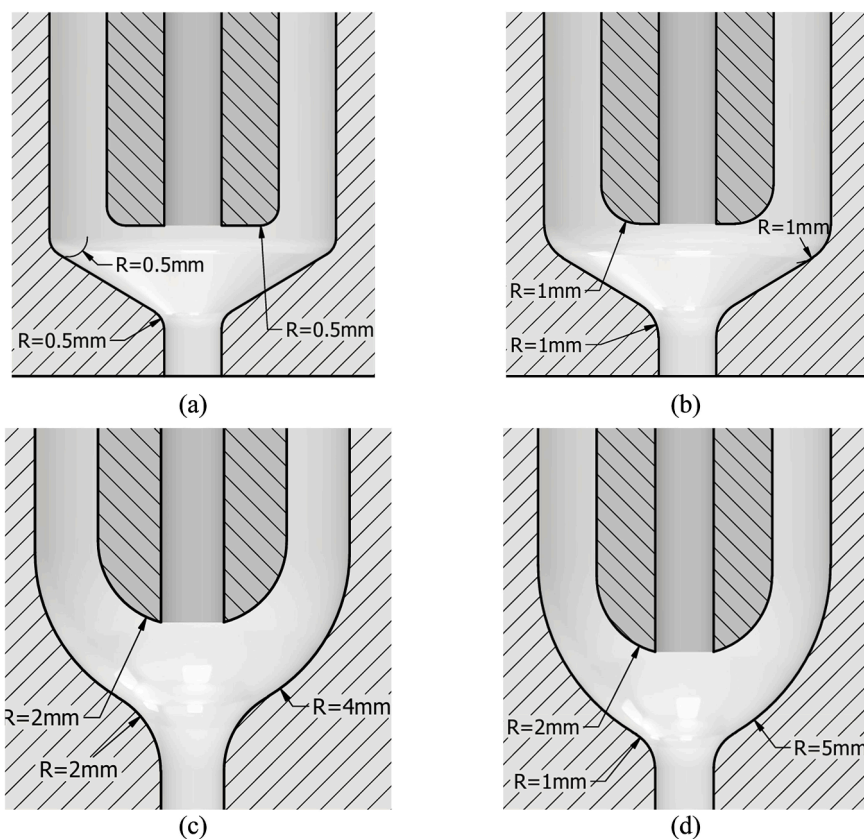 R=0.5mm
R=0.5mm
R=0.5mm
(a)
R=1mm
R=1mm
R=1mm
(b)
R=2mm
R=4mm
R=2mm
(c)
R=2mm
R=5mm
R=1mm
(d)